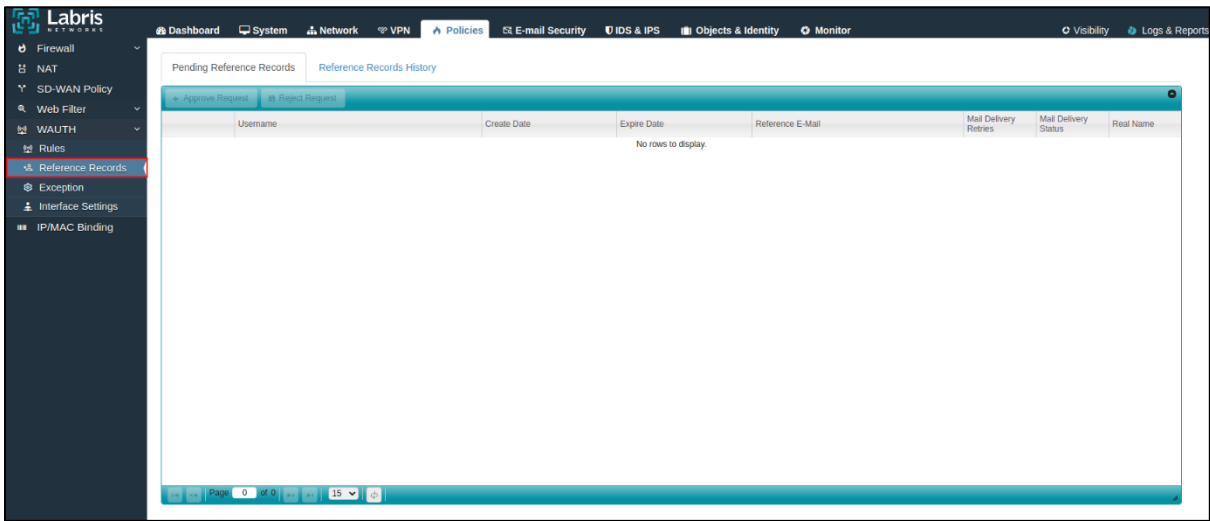 Labris
NETWORKS
Dashboard System Network VPN Policies E-mail Security IDS & IPS Objects & Identity Monitor Visibility Logs & Reports
Firewall
NAT
SD-WAN Policy
Web Filter
WAUTH
Rules
Reference Records
Exception
Interface Settings
IP/MAC Binding
Pending Reference Records Reference Records History
Approve Request Reject Request
Username Create Date Expire Date Reference E-Mail Mail Delivery Retries Mail Delivery Status Real Name
No rows to display.
Page 0 of 0 15